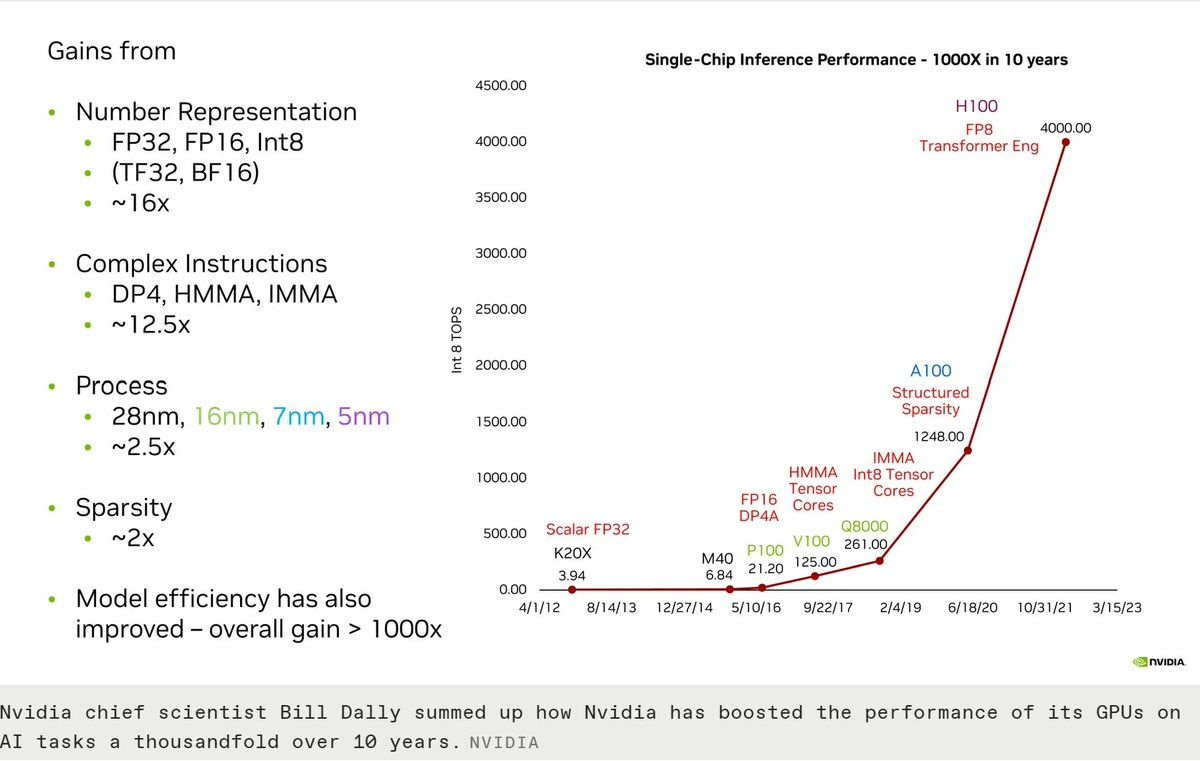 Gains from
• Number Representation
• FP32, FP16, Int8
• (TF32, BF16)
• ~16x
• Complex Instructions
• DP4, HMMA, IMMA
• ~12.5x
• Process
• 28nm, 16nm, 7nm, 5nm
• ~2.5x
• Sparsity
• ~2x
• Model efficiency has also
improved – overall gain > 1000x
Single-Chip Inference Performance - 1000X in 10 years
Int 8 TOPS
4500.00
4000.00
3500.00
3000.00
2500.00
2000.00
1500.00
1000.00
500.00
0.00
Scalar FP32
K20X
3.94
M40
6.84
FP16
DP4A
P100
21.20
HMMA
Tensor
Cores
V100
125.00
IMMA
Int8 Tensor
Cores
Q8000
261.00
A100
Structured
Sparsity
1248.00
H100
FP8
Transformer Eng
4000.00
4/1/12
8/14/13
12/27/14
5/10/16
9/22/17
2/4/19
6/18/20
10/31/21
3/15/23
NVIDIA.
Nvidia chief scientist Bill Dally summed up how Nvidia has boosted the performance of its GPUs on
AI tasks a thousandfold over 10 years. NVIDIA